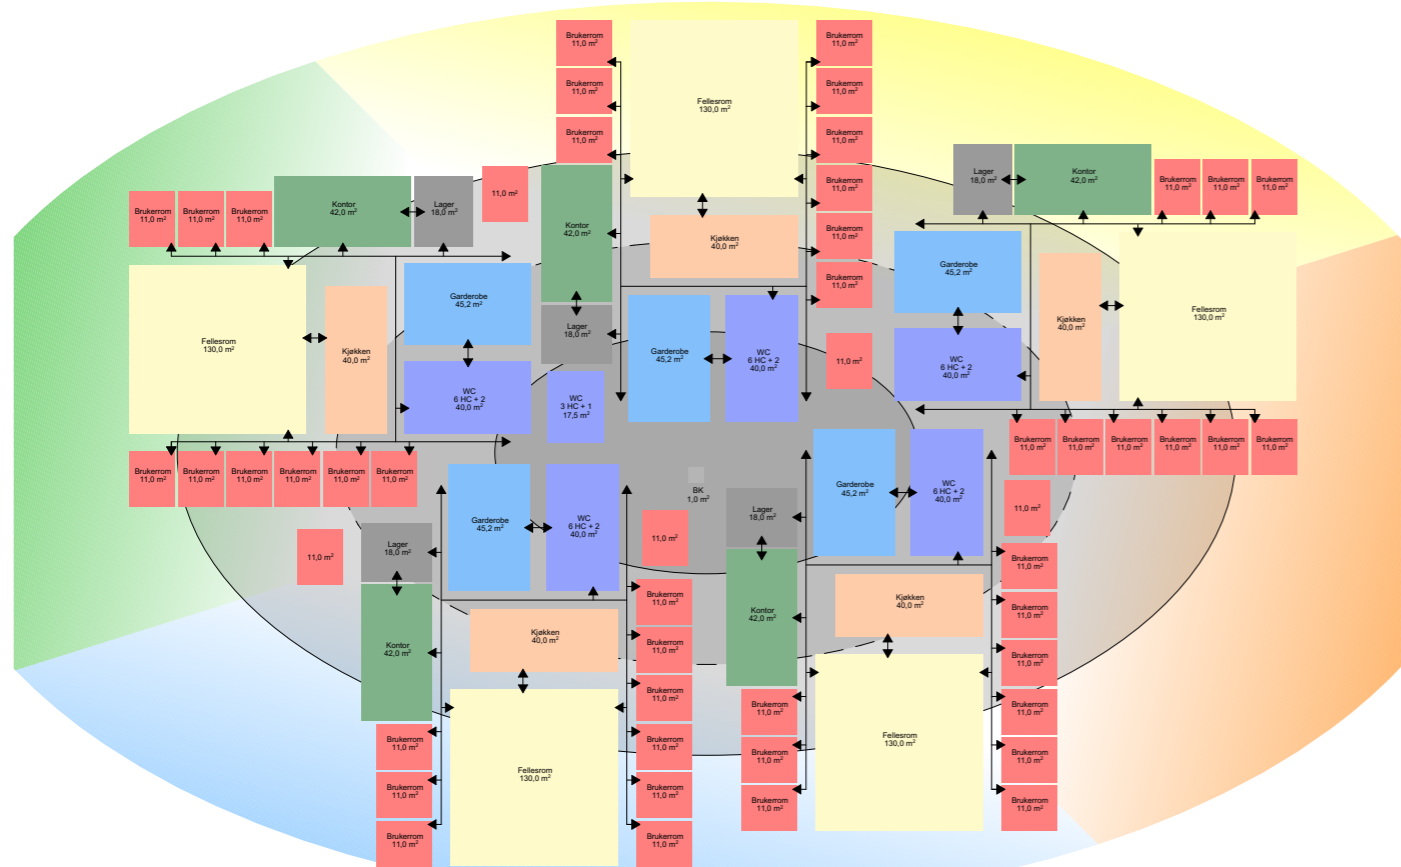 Brukerrom
11,0 m²
Brukerrom
11,0 m²
Brukerrom
11,0 m²
Fellesrom
130,0 m²
Brukerrom
11,0 m²
Brukerrom
11,0 m²
Brukerrom
11,0 m²
Brukerrom
11,0 m²
Brukerrom
11,0 m²
Brukerrom
11,0 m²
Kontor
42,0 m²
Kjøkken
40,0 m²
Lager
18,0 m²
Garderobe
45,2 m²
WC
6 HC + 2
40,0 m²
11,0 m²
Brukerrom
11,0 m²
Brukerrom
11,0 m²
Brukerrom
11,0 m²
Kontor
42,0 m²
Lager
18,0 m²
11,0 m²
Fellesrom
130,0 m²
Kjøkken
40,0 m²
Garderobe
45,2 m²
WC
6 HC + 2
40,0 m²
WC
3 HC + 1
17,5 m²
Brukerrom
11,0 m²
Brukerrom
11,0 m²
Brukerrom
11,0 m²
Brukerrom
11,0 m²
Brukerrom
11,0 m²
Brukerrom
11,0 m²
Lager
18,0 m²
Kontor
42,0 m²
Brukerrom
11,0 m²
Brukerrom
11,0 m²
Brukerrom
11,0 m²
Garderobe
45,2 m²
WC
6 HC + 2
40,0 m²
Kjøkken
40,0 m²
Fellesrom
130,0 m²
Brukerrom
11,0 m²
Brukerrom
11,0 m²
Brukerrom
11,0 m²
Brukerrom
11,0 m²
Brukerrom
11,0 m²
Brukerrom
11,0 m²
11,0 m²
Lager
18,0 m²
Kontor
42,0 m²
Garderobe
45,2 m²
WC
6 HC + 2
40,0 m²
11,0 m²
BK
1,0 m²
Kjøkken
40,0 m²
Fellesrom
130,0 m²
Brukerrom
11,0 m²
Brukerrom
11,0 m²
Brukerrom
11,0 m²
Brukerrom
11,0 m²
Brukerrom
11,0 m²
Brukerrom
11,0 m²
Brukerrom
11,0 m²
Brukerrom
11,0 m²
Brukerrom
11,0 m²
Lager
18,0 m²
Kontor
42,0 m²
Garderobe
45,2 m²
WC
6 HC + 2
40,0 m²
11,0 m²
Kjøkken
40,0 m²
Fellesrom
130,0 m²
Brukerrom
11,0 m²
Brukerrom
11,0 m²
Brukerrom
11,0 m²
Brukerrom
11,0 m²
Brukerrom
11,0 m²
Brukerrom
11,0 m²
Brukerrom
11,0 m²
Brukerrom
11,0 m²
Brukerrom
11,0 m²